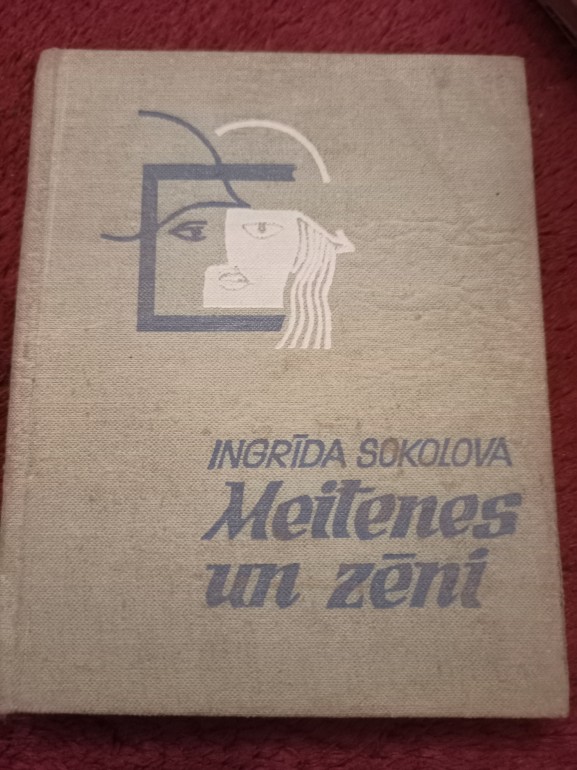 INGRĪDA SOKOLOVA
Meitenes
un zēni